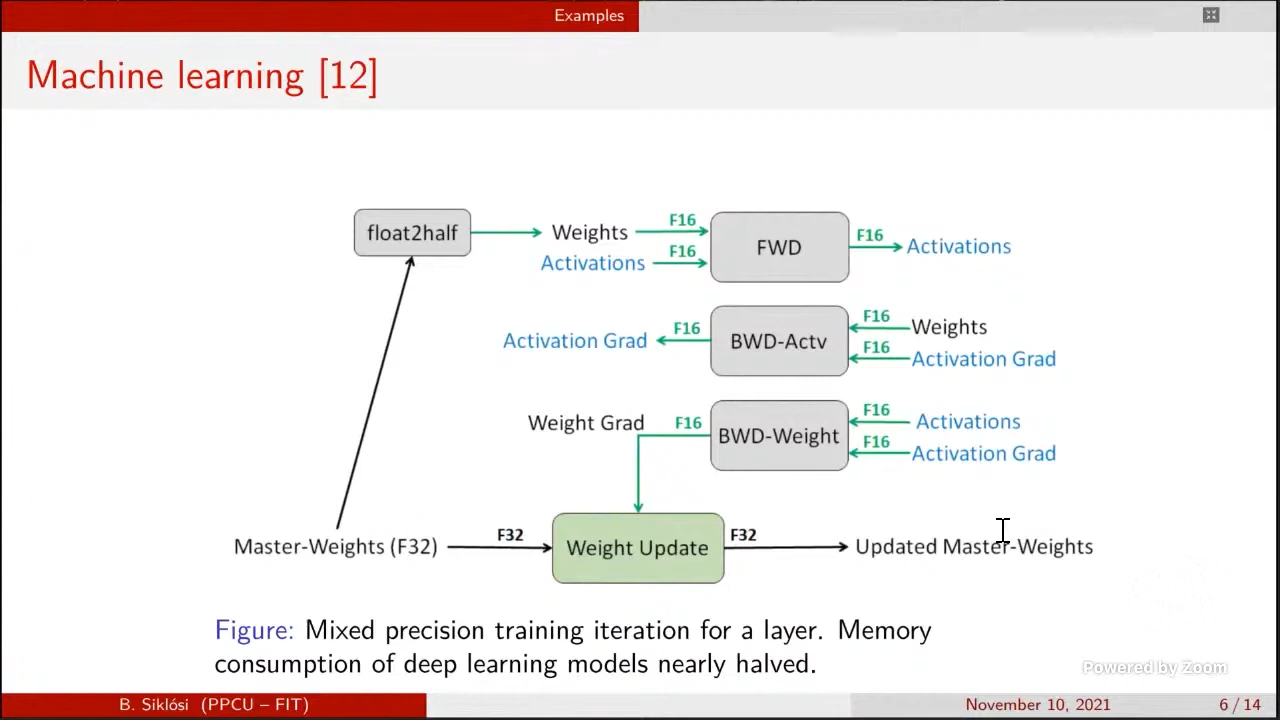 Examples
Machine learning [12]
float2half
Weights
F16
Activations
F16
FWD
F16
Activations
Activation Grad
F16
BWD-Actv
F16
Weights
F16
Activation Grad
Weight Grad
F16
BWD-Weight
F16
Activations
F16
Activation Grad
Master-Weights (F32)
F32
Weight Update
F32
Updated Master-Weights
Figure: Mixed precision training iteration for a layer. Memory
consumption of deep learning models nearly halved.
Powered by Zoom
B. Siklósi (PPCU – FIT)
November 10, 2021
6 / 14